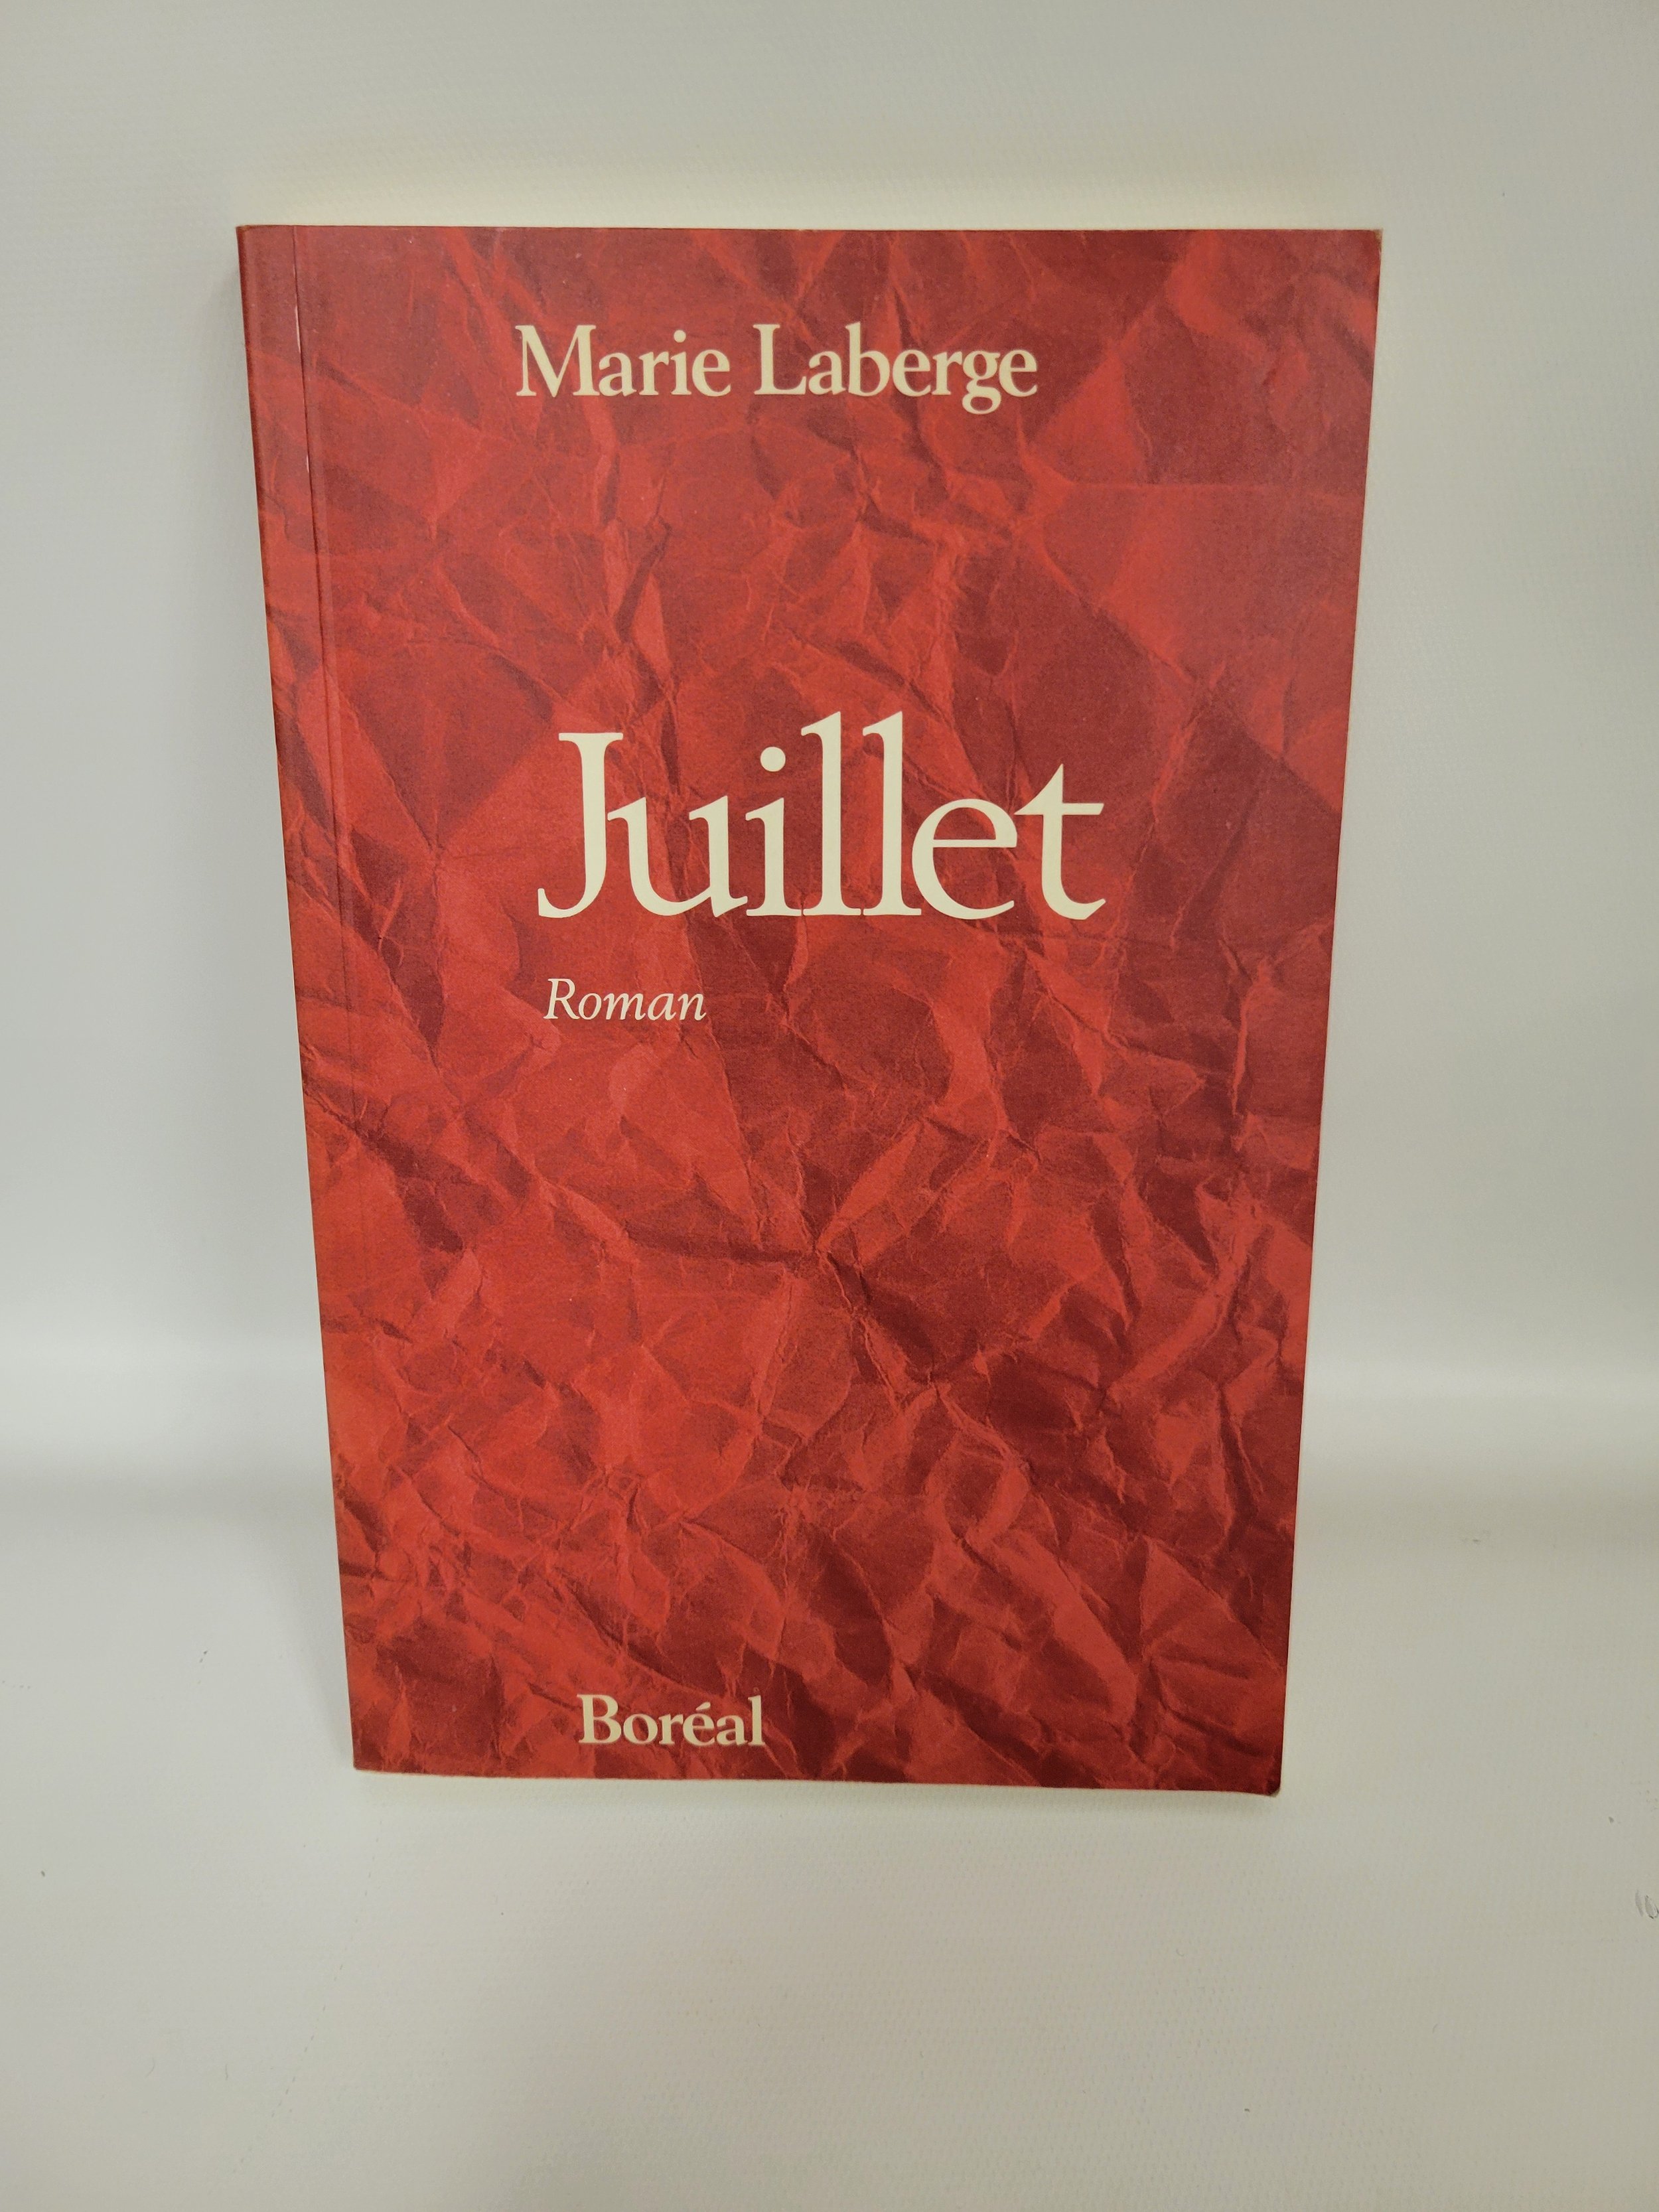 Marie Laberge
Juillet
Roman
Boréal